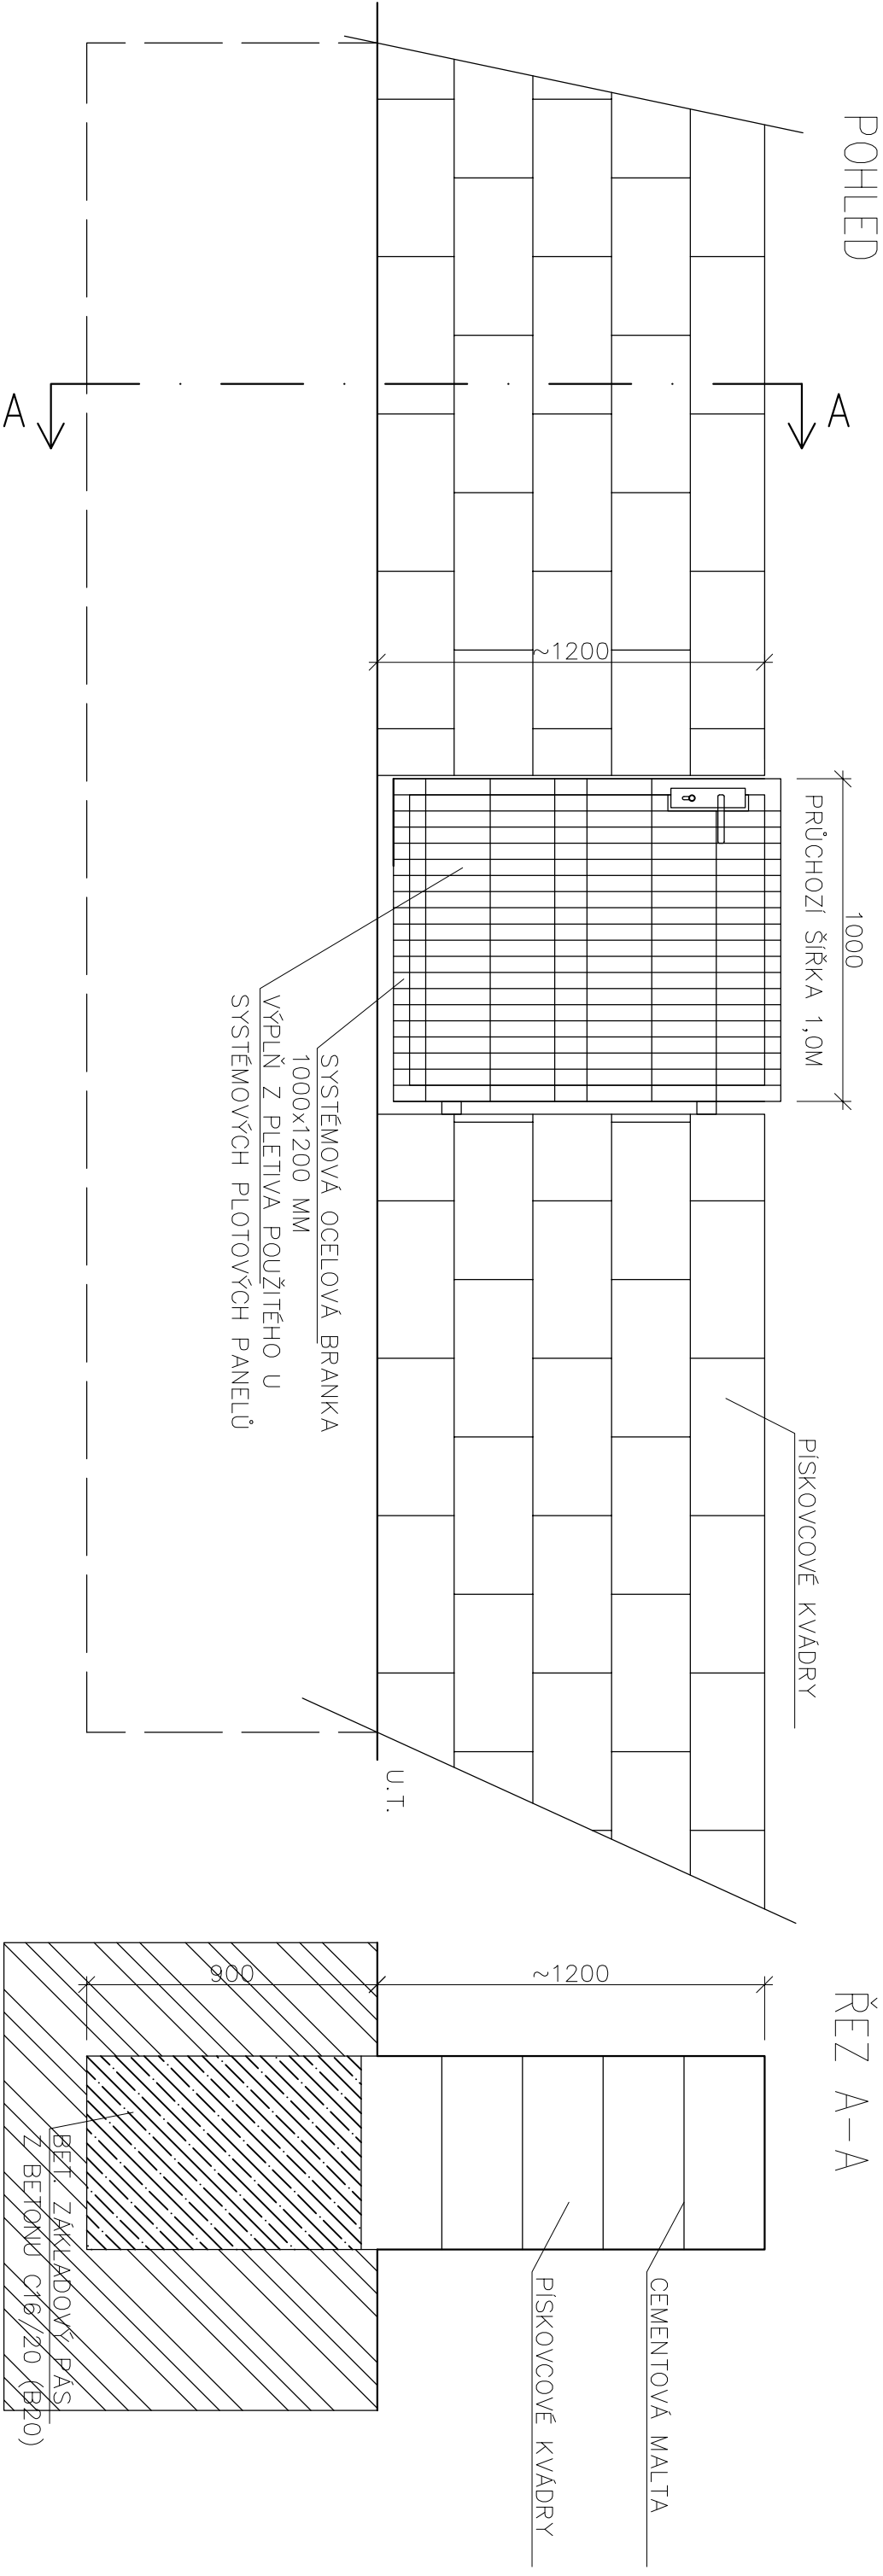 POHLED
A
A
~1200
1000
PRŮCHOZÍ ŠÍŘKA 1,0M
SYSTÉMOVÁ OCELOVÁ BRANKA
1000x1200 MM
VÝPLŇ Z PLETIVA POUŽITÉHO U
SYSTÉMOVÝCH PLOTOVÝCH PANELŮ
PÍSKOVCOVÉ KVÁDRY
U.T.
ŘEZ A–A
~1200
900
CEMENTOVÁ MALTA
PÍSKOVCOVÉ KVÁDRY
BET. ZÁKLADOVÝ PÁS
Z BETONU C16/20 (B20)